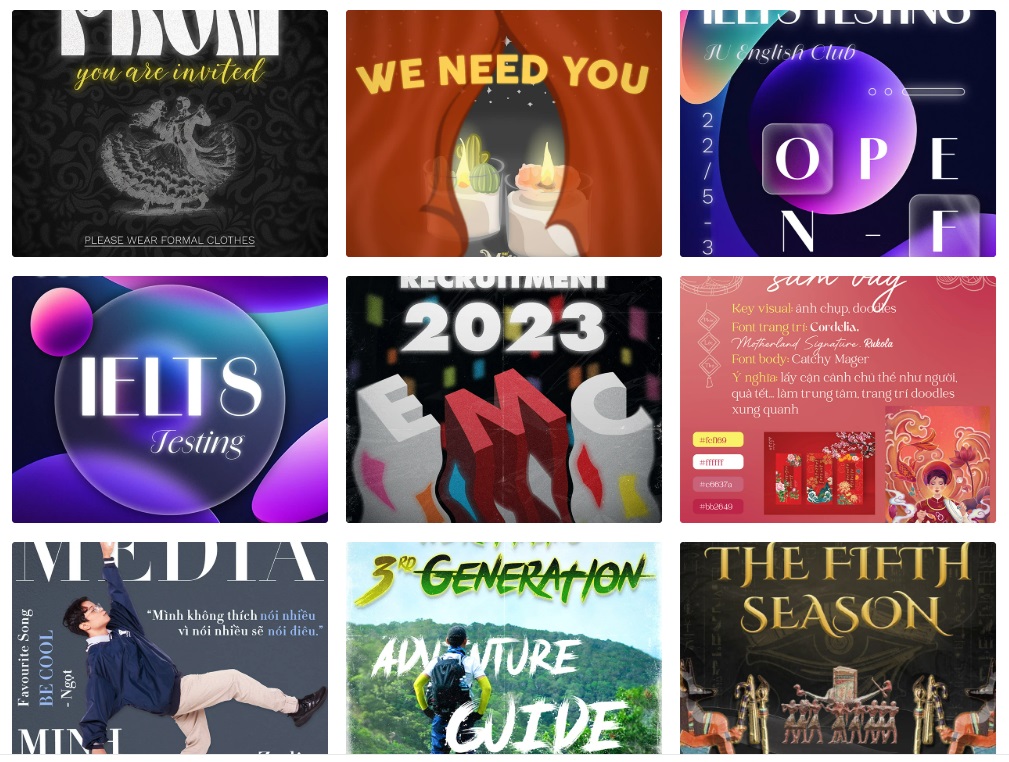 PROM
you are invited
PLEASE WEAR FORMAL CLOTHES
WE NEED YOU
IELTS TESTING
IU English Club
22/5-3
O P E
N - F
IELTS
Testing
RECRUITMENT
2023
EMC
sum vầy
Key visual: ảnh chụp, doodles
Font trang trí: Cordelia,
Motherland Signature, Rukola
Font body: Catchy Mager
Ý nghĩa: lấy cận cảnh chủ thể như người,
quà tết... làm trung tâm, trang trí doodles
xung quanh
#fcf169
#ffffff
#c6637a
#bb2649
MEDIA
"Mình không thích nói nhiều
vì nói nhiều sẽ nói điêu."
Favourite Song
BE COOL
- Ngọt
MINH
3RD GENERATION
ADVENTURE
GUIDE
THE FIFTH
SEASON